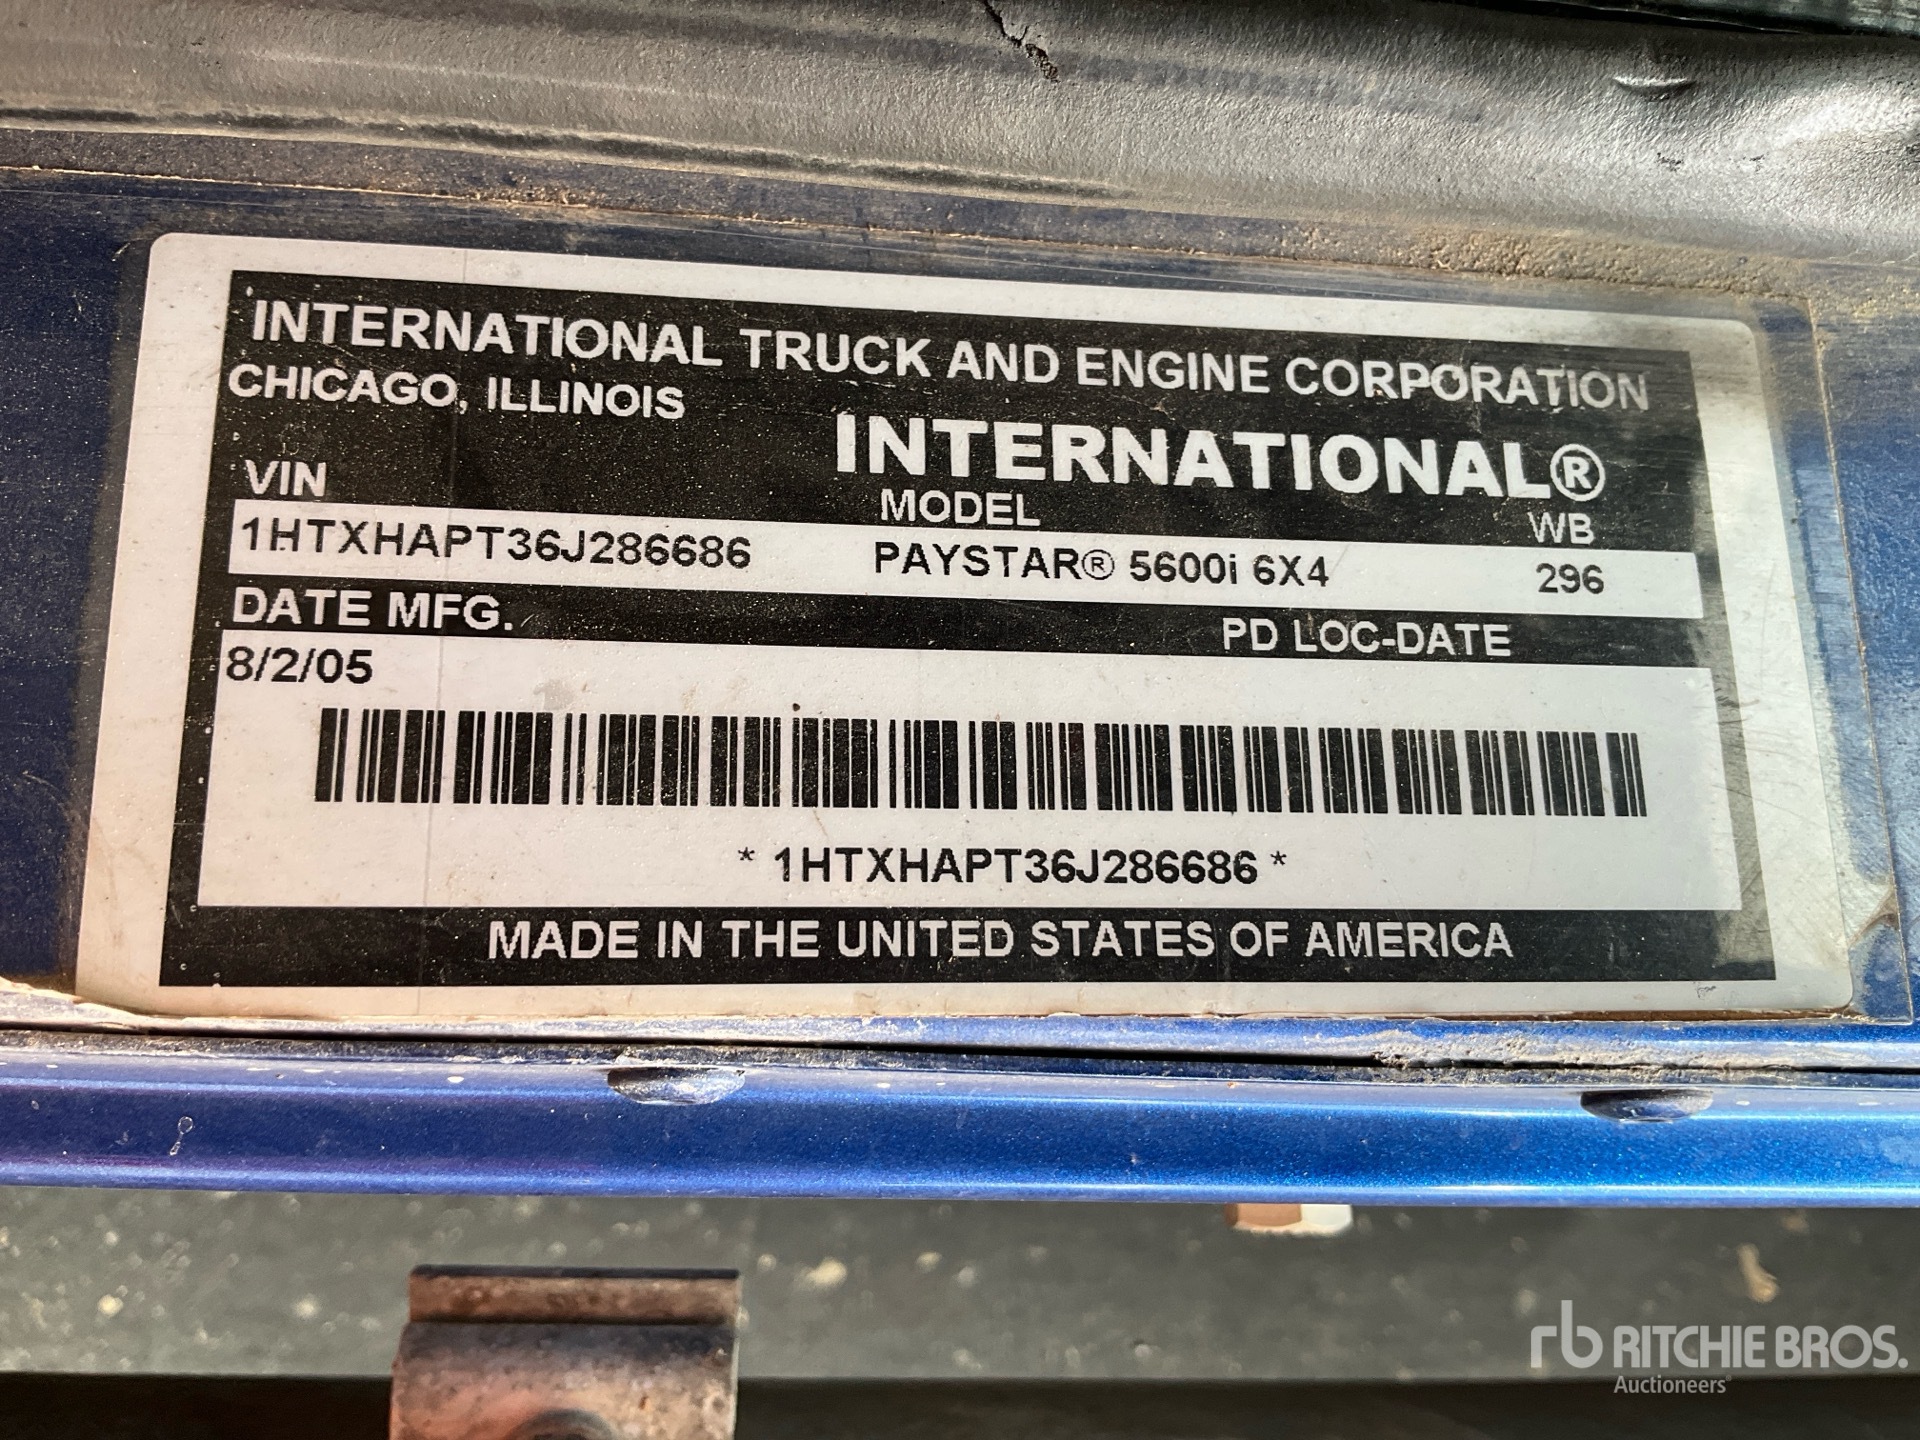 INTERNATIONAL TRUCK AND ENGINE CORPORATION
CHICAGO, ILLINOIS
INTERNATIONAL®
VIN MODEL WB
1HTXHAPT36J286686 PAYSTAR® 5600i 6X4 296
DATE MFG. PD LOC-DATE
8/2/05
* 1HTXHAPT36J286686 *
MADE IN THE UNITED STATES OF AMERICA
rb RITCHIE BROS.
Auctioneers